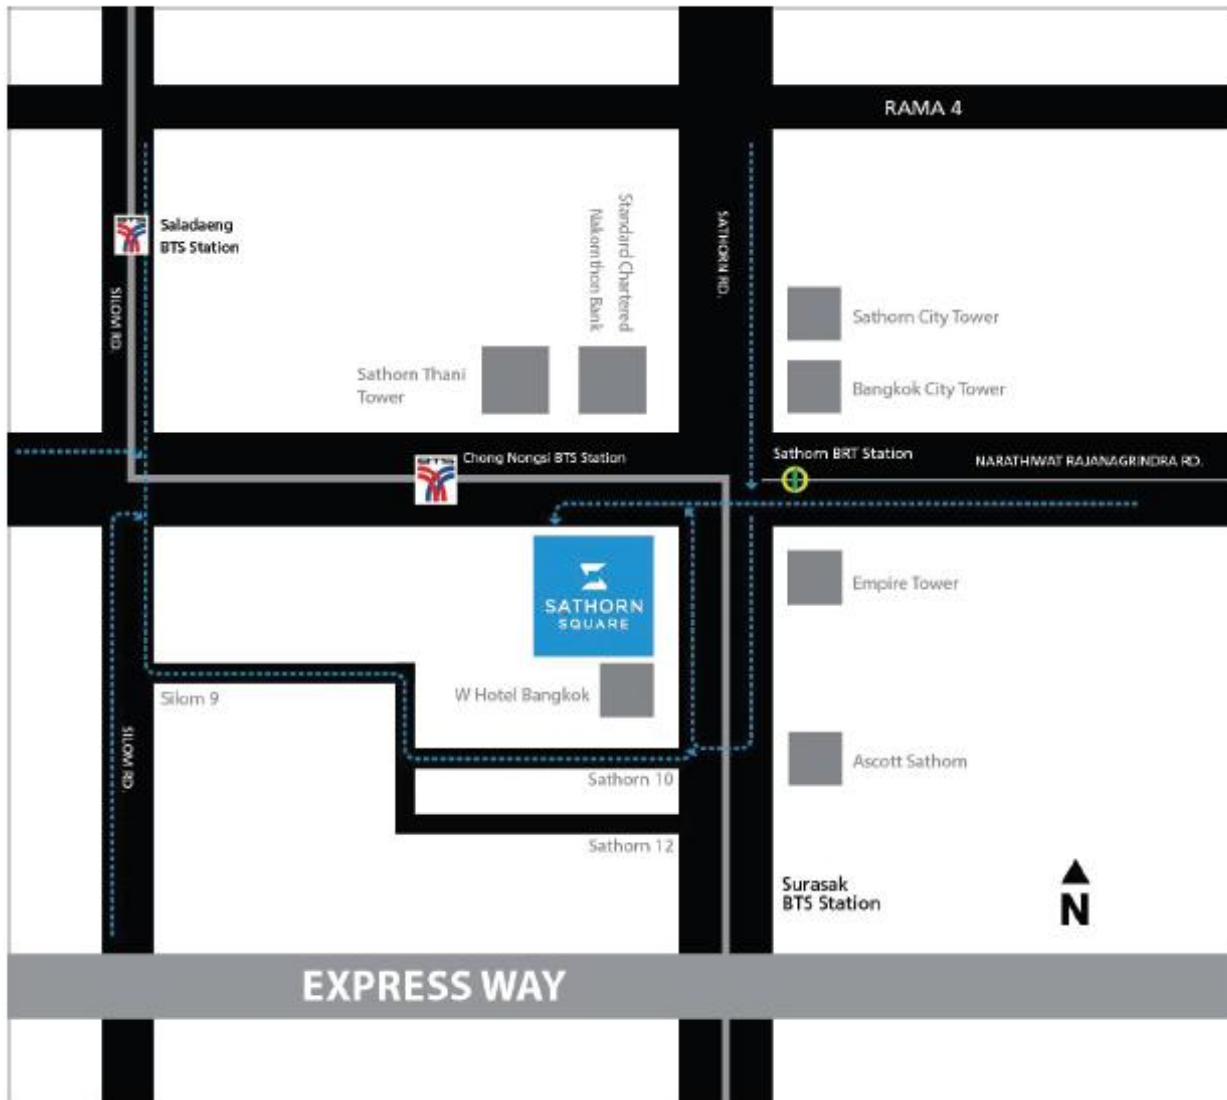 RAMA 4
Saladaeng
BTS Station
SILOM RD.
Standard Chartered
Nakornthon Bank
SATHORN RD.
Sathorn City Tower
Sathorn Thani
Tower
Bangkok City Tower
BTS
Chong Nongsi BTS Station
Sathorn BRT Station
NARATHIWAT RAJANAGRINDRA RD.
SATHORN
SQUARE
Empire Tower
W Hotel Bangkok
Silom 9
SILOM RD.
Sathorn 10
Ascott Sathorn
Sathorn 12
Surasak
BTS Station
N
EXPRESS WAY